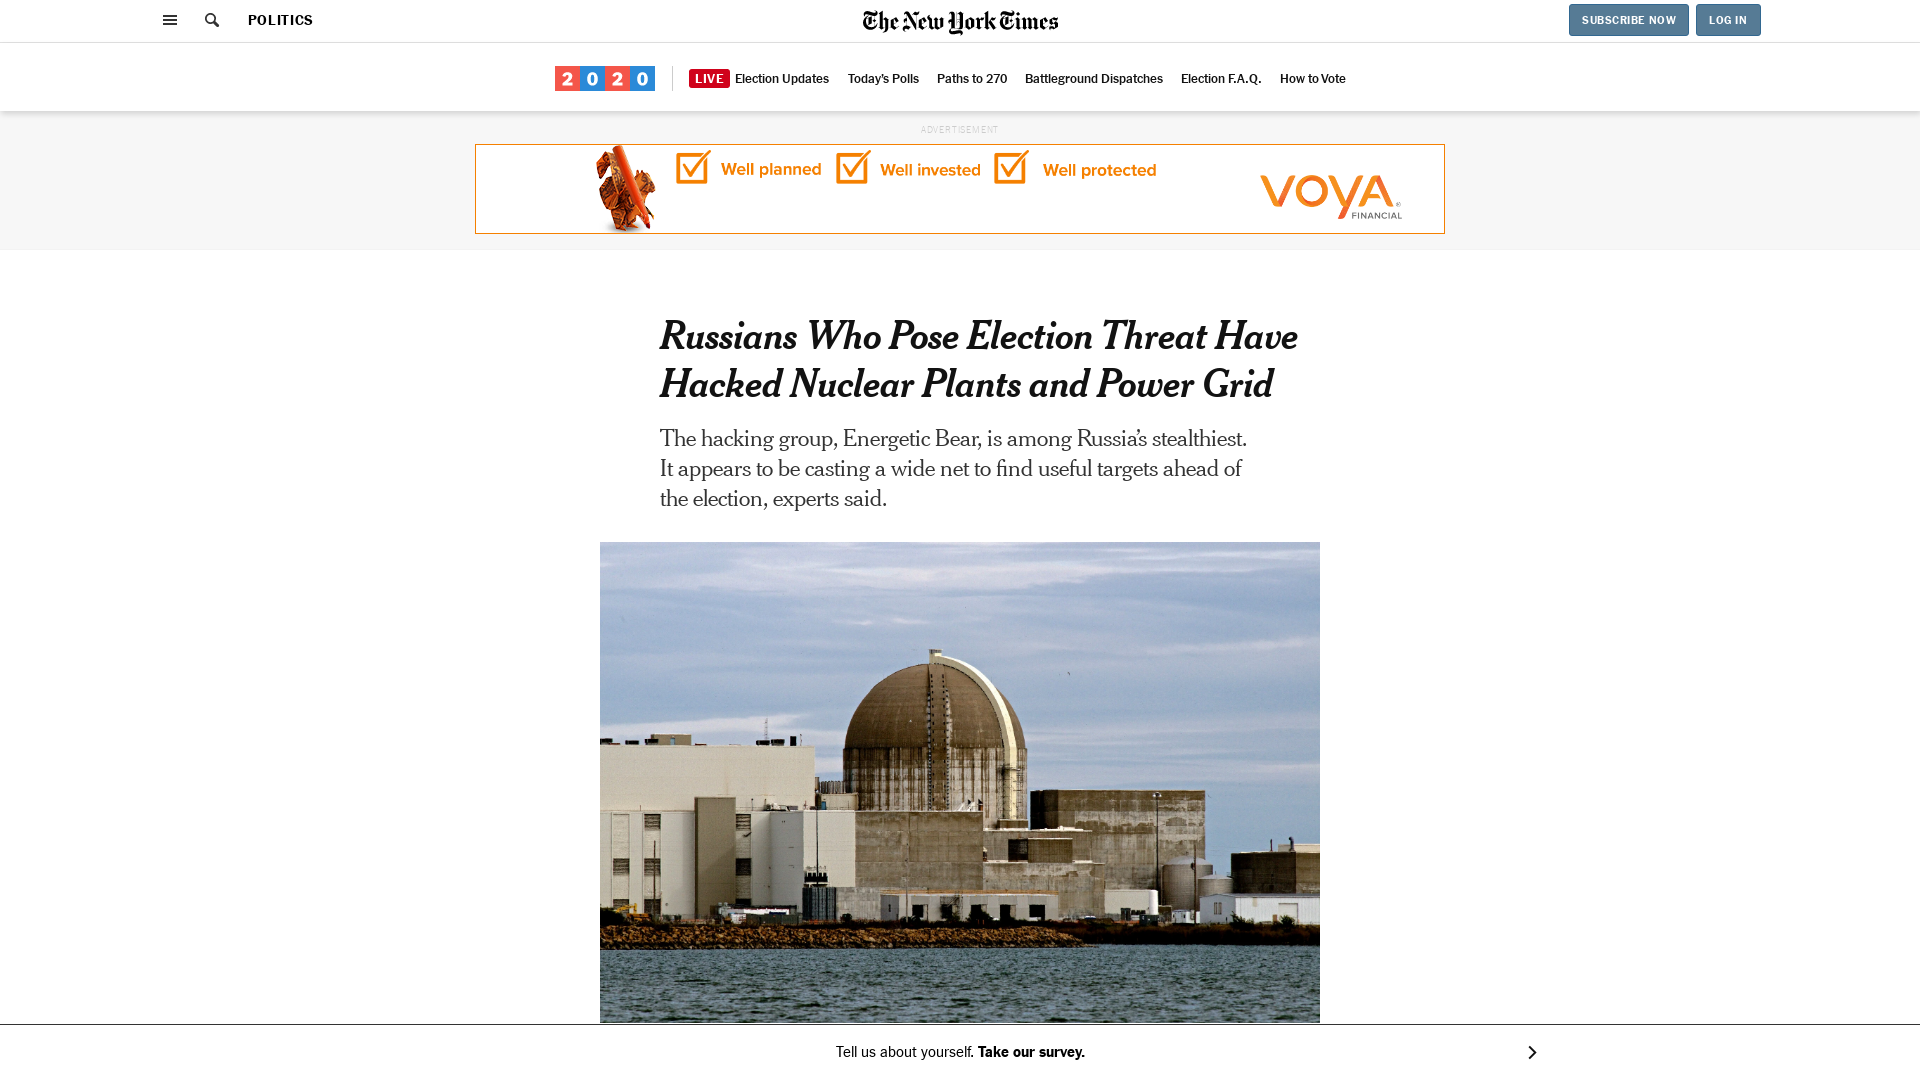 POLITICS
The New York Times
SUBSCRIBE NOW
LOG IN
2020
LIVE Election Updates
Today's Polls
Paths to 270
Battleground Dispatches
Election F.A.Q.
How to Vote
ADVERTISEMENT
Well planned
Well invested
Well protected
VOYA®
FINANCIAL
Russians Who Pose Election Threat Have
Hacked Nuclear Plants and Power Grid
The hacking group, Energetic Bear, is among Russia’s stealthiest.
It appears to be casting a wide net to find useful targets ahead of
the election, experts said.
Tell us about yourself. Take our survey.